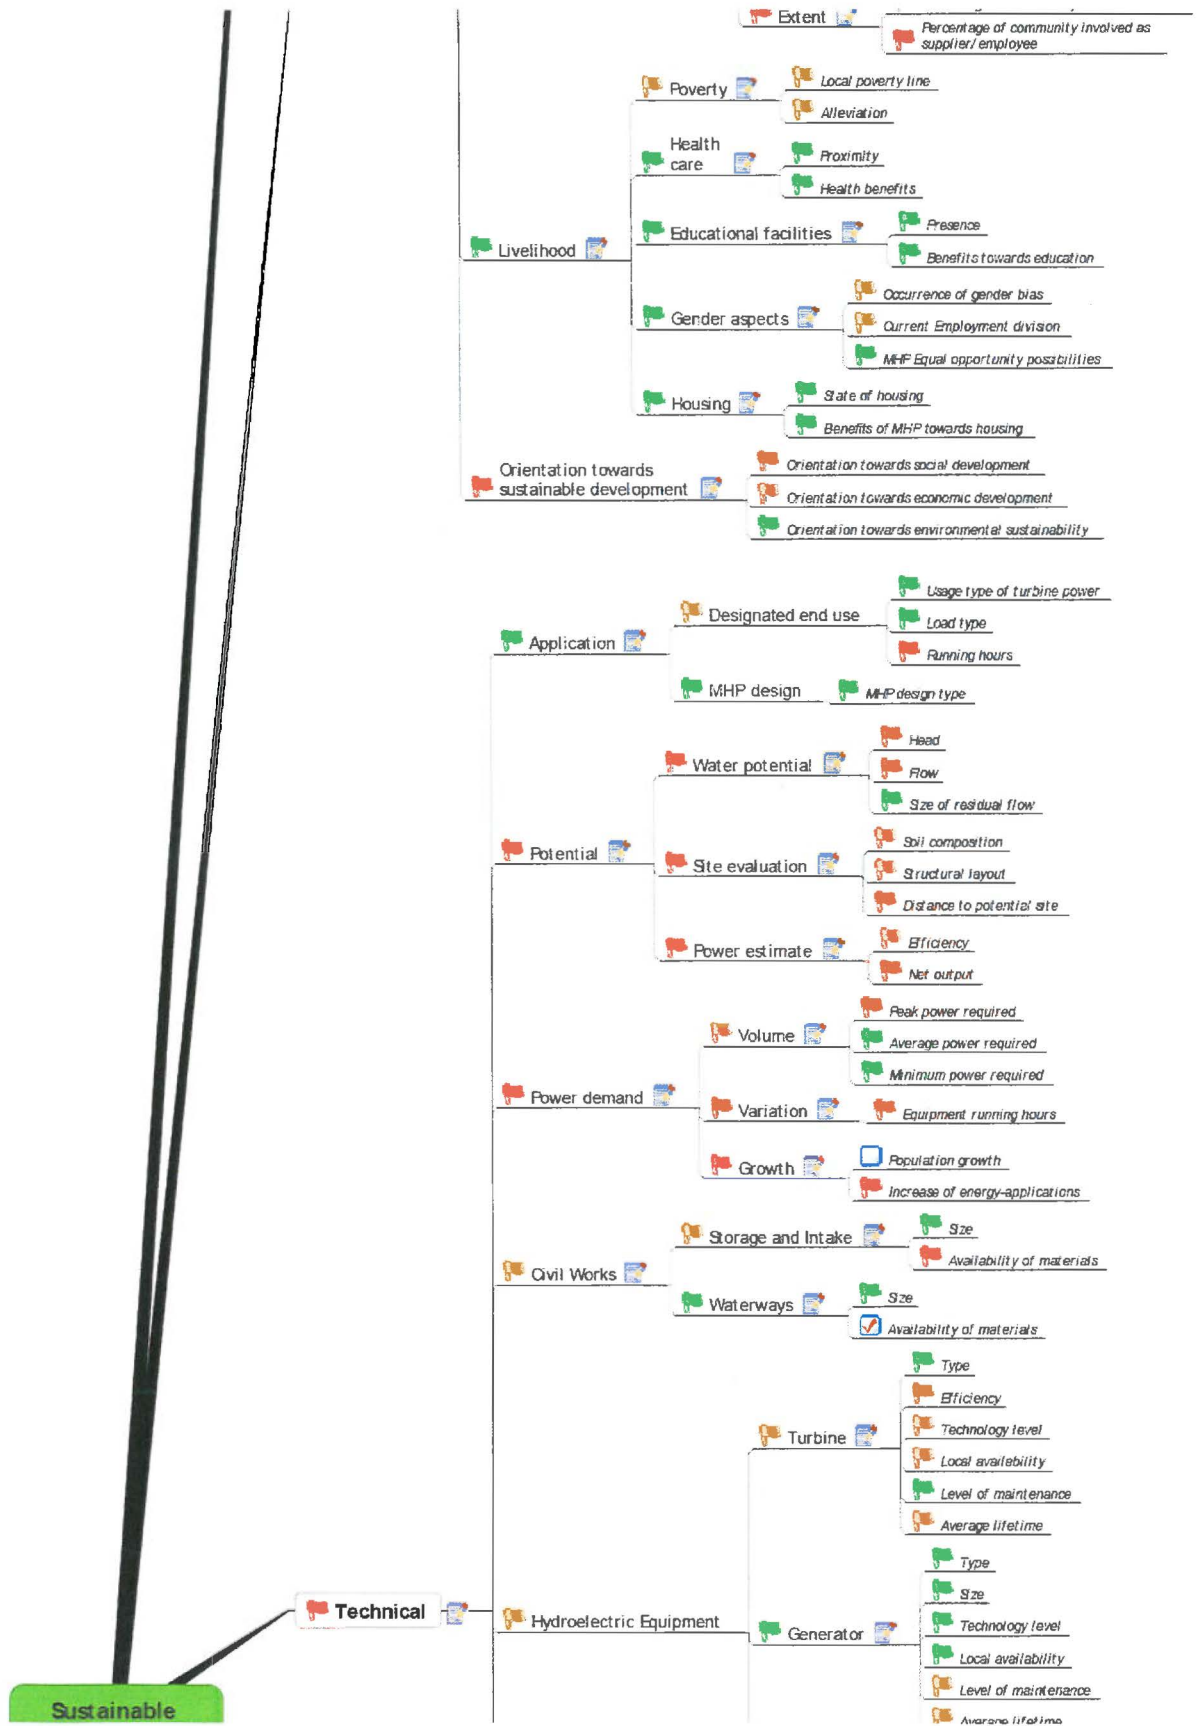 Extent
Percentage of community involved as
supplier/employee
Poverty
Local poverty line
Alleviation
Health
care
Proximity
Health benefits
Livelihood
Educational facilities
Presence
Benefits towards education
Gender aspects
Occurrence of gender bias
Current Employment division
MHP Equal opportunity possibilities
Housing
State of housing
Benefits of MHP towards housing
Orientation towards
sustainable development
Orientation towards social development
Orientation towards economic development
Orientation towards environmental sustainability
Application
Designated end use
Usage type of turbine power
Load type
Running hours
MHP design
MHP design type
Potential
Water potential
Head
Flow
Size of residual flow
Site evaluation
Soil composition
Structural layout
Distance to potential site
Power estimate
Efficiency
Net output
Power demand
Volume
Peak power required
Average power required
Minimum power required
Variation
Equipment running hours
Growth
Population growth
Increase of energy-applications
Civil Works
Storage and Intake
Size
Availability of materials
Waterways
Size
Availability of materials
Technical
Hydroelectric Equipment
Turbine
Type
Efficiency
Technology level
Local availability
Level of maintenance
Average lifetime
Generator
Type
Size
Technology level
Local availability
Level of maintenance
Average lifetime
Sustainable